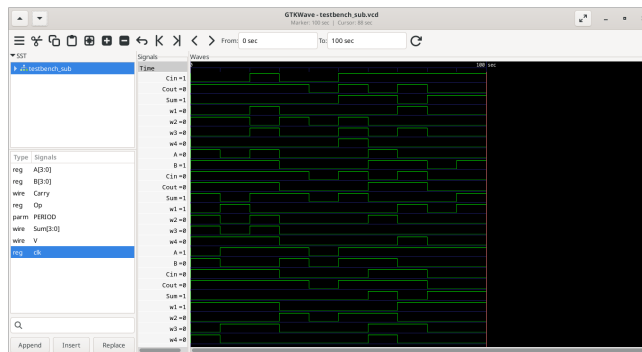 GTKWave - testbench_sub.vcd
Marker: 100 sec | Cursor: 88 sec
From: 0 sec To: 100 sec
SST
testbench_sub
Type Signals
reg A[3:0]
reg B[3:0]
wire Carry
reg Op
parm PERIOD
wire Sum[3:0]
wire V
reg clk
Append Insert Replace
Signals
Time
Cin=1
Cout=0
Sum=1
w1=0
w2=0
w3=0
w4=0
A=0
B=1
Cin=0
Cout=0
Sum=1
w1=1
w2=0
w3=0
w4=0
A=1
B=0
Cin=0
Cout=0
Sum=1
w1=1
w2=0
w3=0
w4=0
Waves
100 sec